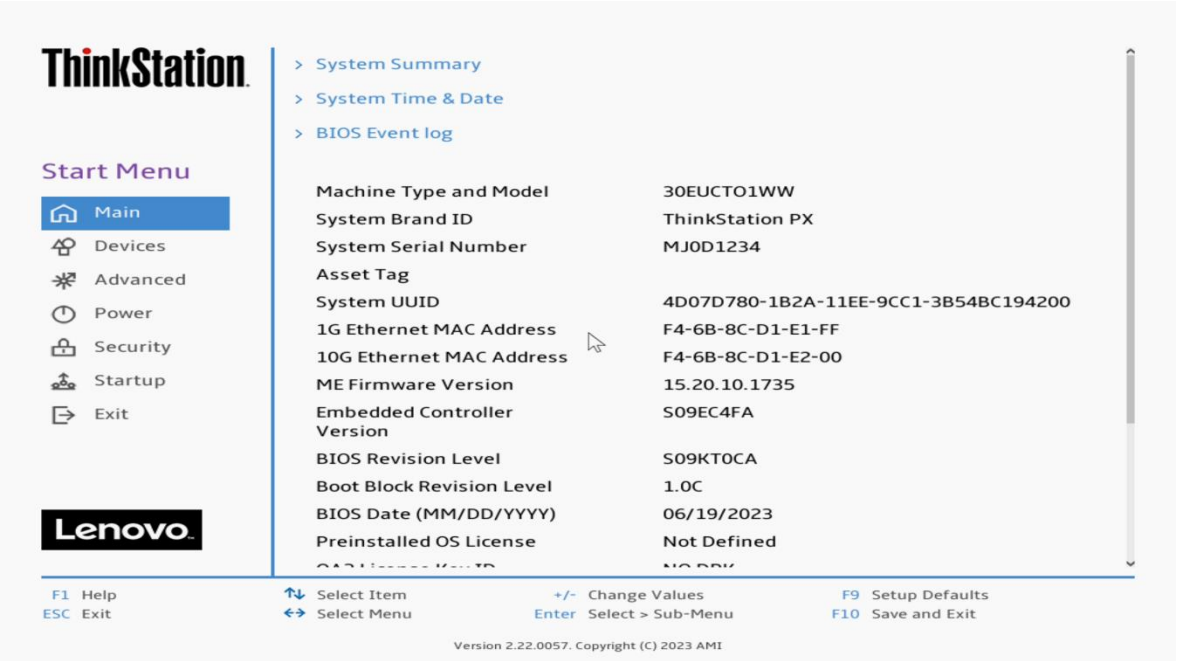 ThinkStation
> System Summary
> System Time & Date
> BIOS Event log
Start Menu
Main
Devices
Advanced
Power
Security
Startup
Exit
Machine Type and Model 30EUCTO1WW
System Brand ID ThinkStation PX
System Serial Number MJ0D1234
Asset Tag
System UUID 4D07D780-1B2A-11EE-9CC1-3B54BC194200
1G Ethernet MAC Address F4-6B-8C-D1-E1-FF
10G Ethernet MAC Address F4-6B-8C-D1-E2-00
ME Firmware Version 15.20.10.1735
Embedded Controller S09EC4FA
Version
BIOS Revision Level S09KT0CA
Boot Block Revision Level 1.0C
BIOS Date (MM/DD/YYYY) 06/19/2023
Preinstalled OS License Not Defined
Lenovo
F1 Help ↑↓ Select Item +/- Change Values F9 Setup Defaults
ESC Exit ←→ Select Menu Enter Select > Sub-Menu F10 Save and Exit
Version 2.22.0057. Copyright (C) 2023 AMI